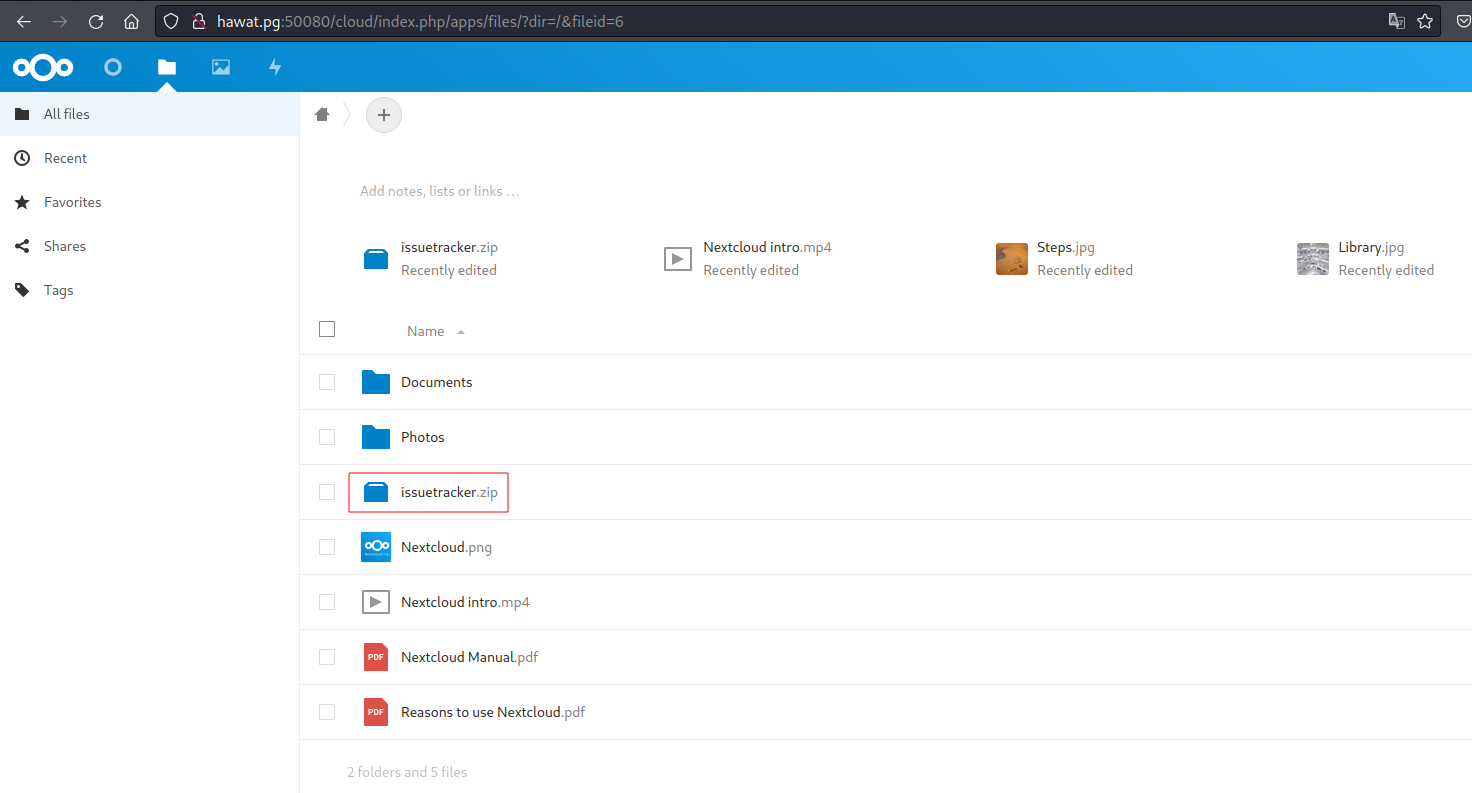 hawat.pg:50080/cloud/index.php/apps/files/?dir=/&fileid=6
All files
Recent
Favorites
Shares
Tags
Add notes, lists or links …
issuetracker.zip
Recently edited
Nextcloud intro.mp4
Recently edited
Steps.jpg
Recently edited
Library.jpg
Recently edited
Name
Documents
Photos
issuetracker.zip
Nextcloud.png
Nextcloud intro.mp4
PDF Nextcloud Manual.pdf
PDF Reasons to use Nextcloud.pdf
2 folders and 5 files